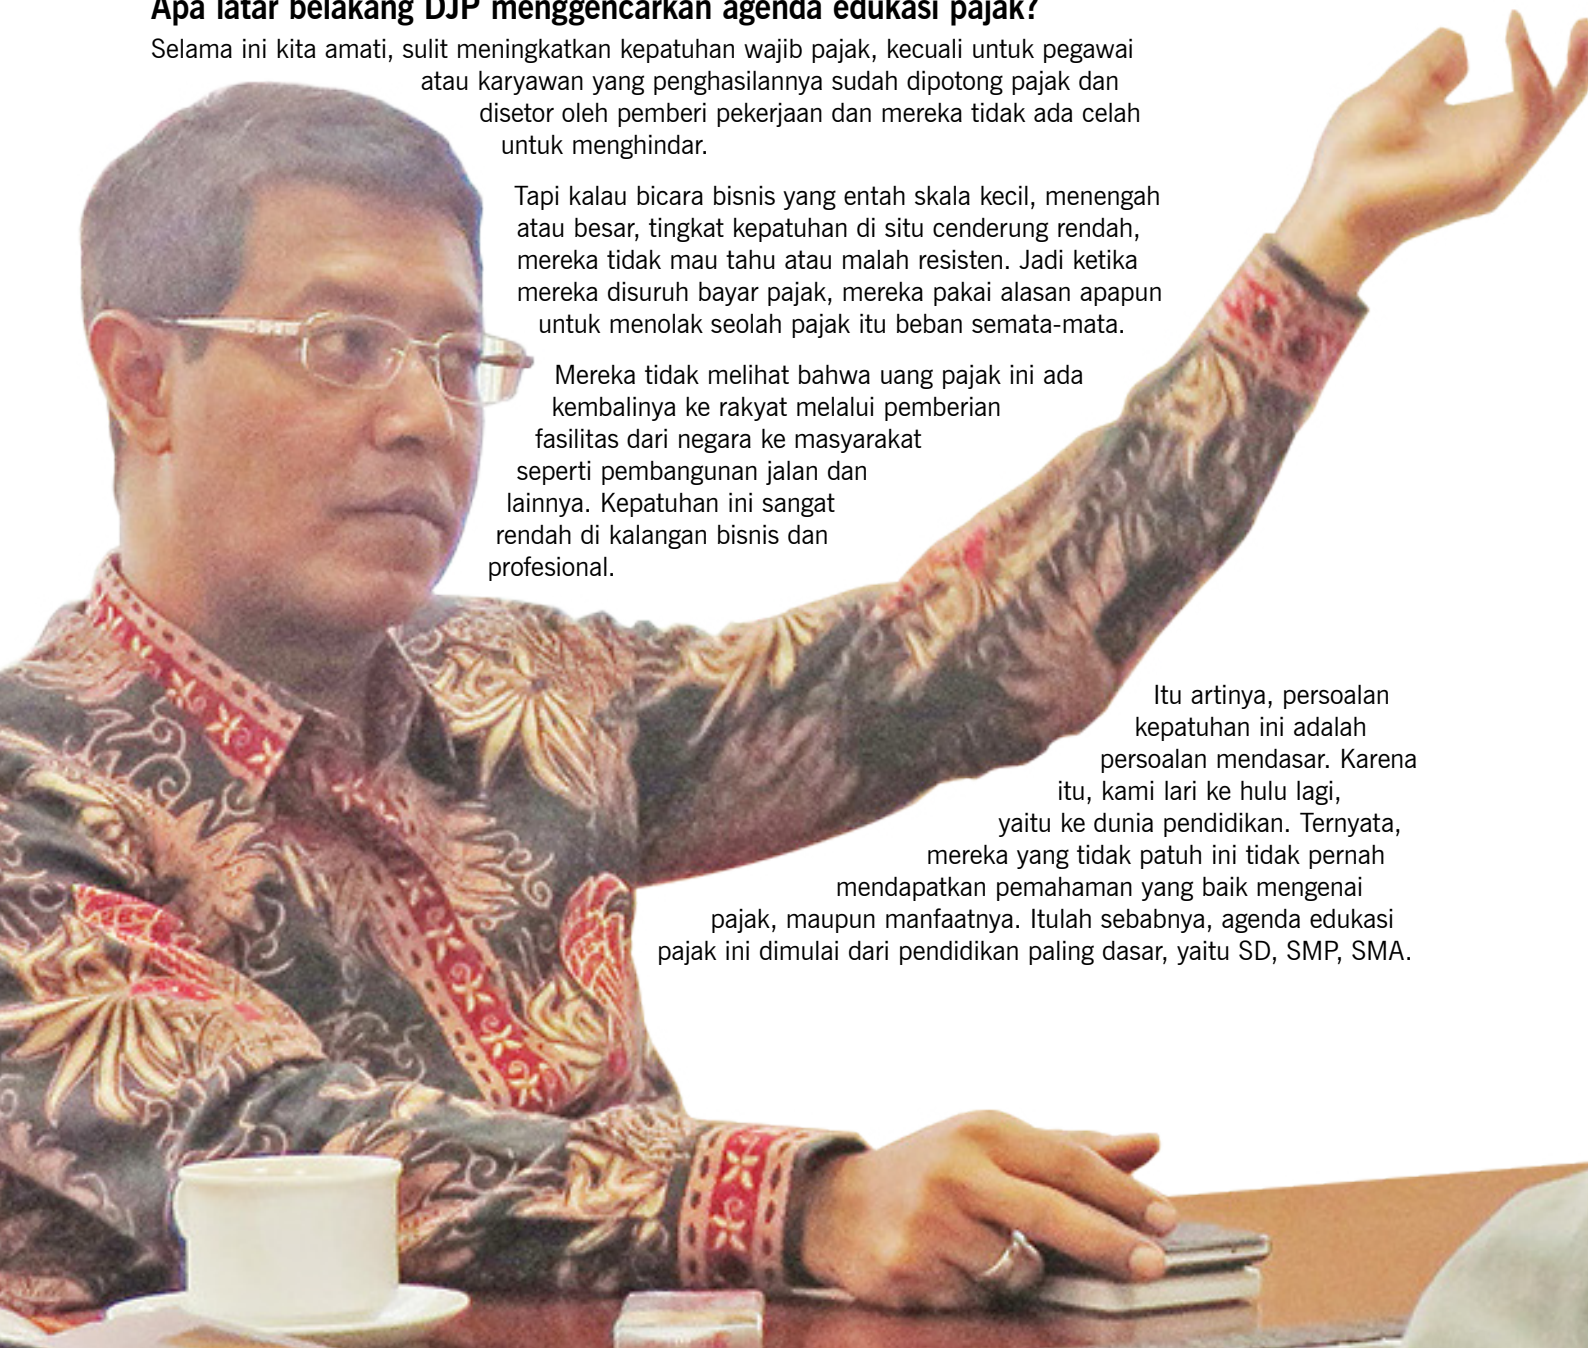 Apa latar belakang DJP menggencarkan agenda edukasi pajak?
Selama ini kita amati, sulit meningkatkan kepatuhan wajib pajak, kecuali untuk pegawai
atau karyawan yang penghasilannya sudah dipotong pajak dan
disetor oleh pemberi pekerjaan dan mereka tidak ada celah
untuk menghindar.
Tapi kalau bicara bisnis yang entah skala kecil, menengah
atau besar, tingkat kepatuhan di situ cenderung rendah,
mereka tidak mau tahu atau malah resisten. Jadi ketika
mereka disuruh bayar pajak, mereka pakai alasan apapun
untuk menolak seolah pajak itu beban semata-mata.
Mereka tidak melihat bahwa uang pajak ini ada
kembalinya ke rakyat melalui pemberian
fasilitas dari negara ke masyarakat
seperti pembangunan jalan dan
lainnya. Kepatuhan ini sangat
rendah di kalangan bisnis dan
profesional.
Itu artinya, persoalan
kepatuhan ini adalah
persoalan mendasar. Karena
itu, kami lari ke hulu lagi,
yaitu ke dunia pendidikan. Ternyata,
mereka yang tidak patuh ini tidak pernah
mendapatkan pemahaman yang baik mengenai
pajak, maupun manfaatnya. Itulah sebabnya, agenda edukasi
pajak ini dimulai dari pendidikan paling dasar, yaitu SD, SMP, SMA.